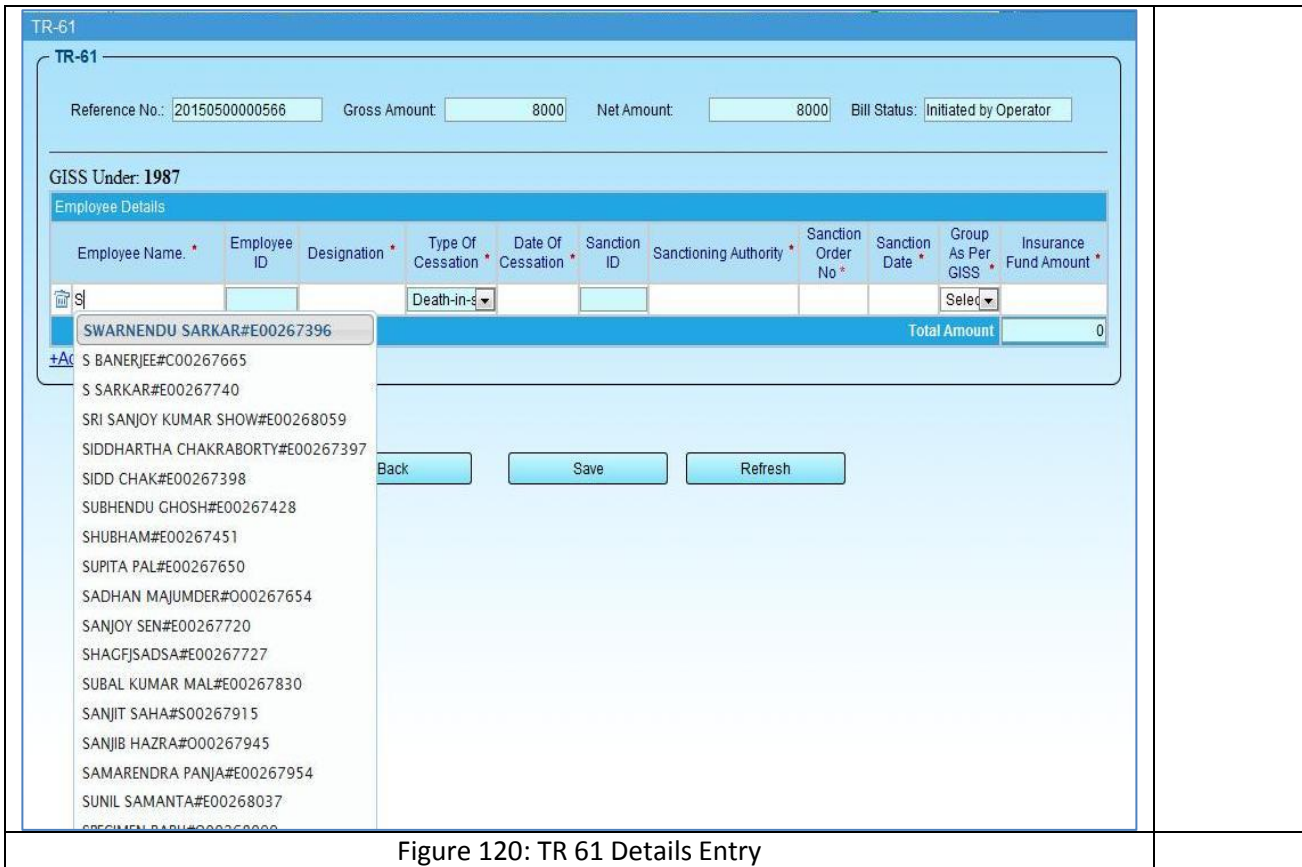 TR-61
TR-61
Reference No.: 20150500000566 Gross Amount: 8000 Net Amount: 8000 Bill Status: Initiated by Operator
GISS Under: 1987
Employee Details
Employee Name. * Employee ID Designation * Type Of Cessation * Date Of Cessation * Sanction ID Sanctioning Authority * Sanction Order No * Sanction Date * Group As Per GISS * Insurance Fund Amount *
S Death-in-s Selec
Total Amount 0
+Ad
SWARNENDU SARKAR#E00267396
S BANERJEE#C00267665
S SARKAR#E00267740
SRI SANJOY KUMAR SHOW#E00268059
SIDDHARTHA CHAKRABORTY#E00267397
SIDD CHAK#E00267398
SUBHENDU GHOSH#E00267428
SHUBHAM#E00267451
SUPITA PAL#E00267650
SADHAN MAJUMDER#O00267654
SANJOY SEN#E00267720
SHAGFJSADSA#E00267727
SUBAL KUMAR MAL#E00267830
SANJIT SAHA#S00267915
SANJIB HAZRA#O00267945
SAMARENDRA PANJA#E00267954
SUNIL SAMANTA#E00268037
Back Save Refresh
Figure 120: TR 61 Details Entry